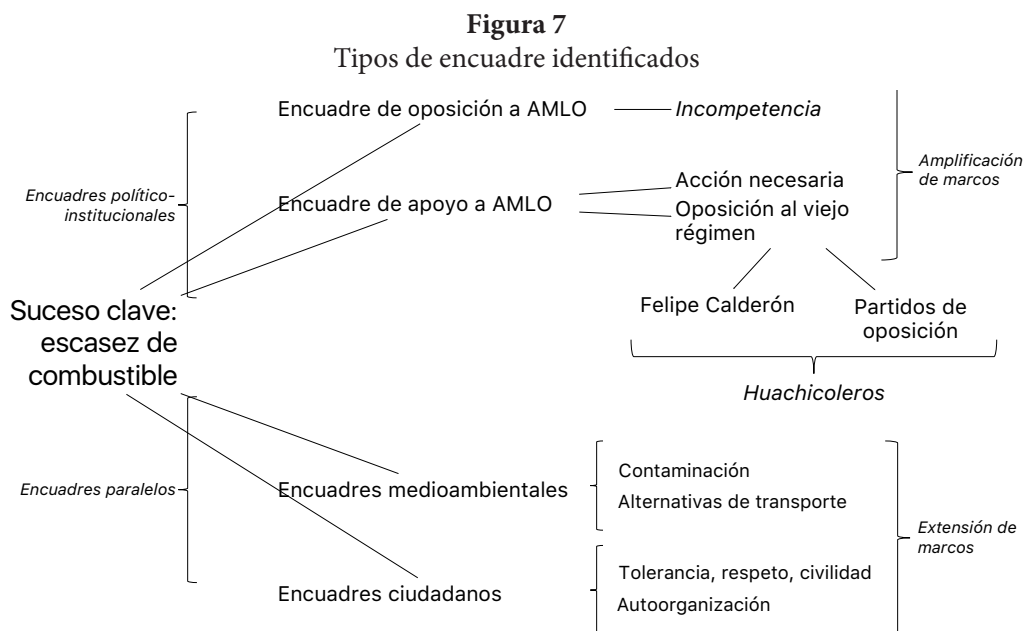 Figura 7
Tipos de encuadre identificados
Encuadre de oposición a AMLO
Incompetencia
Amplificación
de marcos
Encuadres político-
institucionales
Encuadre de apoyo a AMLO
Acción necesaria
Oposición al viejo
régimen
Felipe Calderón
Partidos de
oposición
Huachicoleros
Suceso clave:
escasez de
combustible
Encuadres paralelos
Encuadres medioambientales
Contaminación
Alternativas de transporte
Extensión de
marcos
Encuadres ciudadanos
Tolerancia, respeto, civilidad
Autoorganización